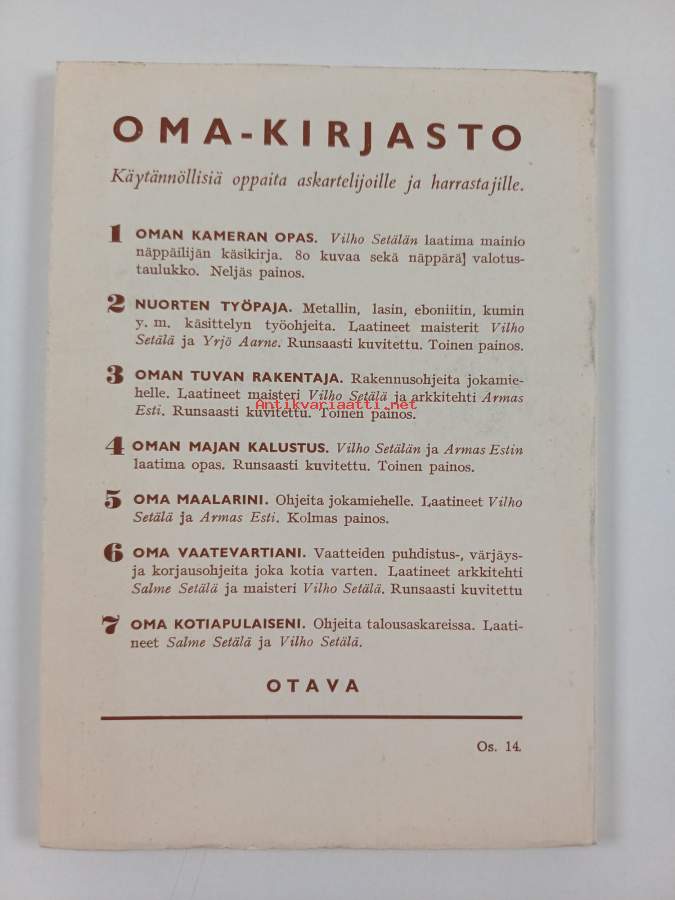 OMA-KIRJASTO
Käytännöllisiä oppaita askartelijoille ja harrastajille.
1 OMAN KAMERAN OPAS. Vilho Setälän laatima mainio
näppäilijän käsikirja. 80 kuvaa sekä näppärä valotus-
taulukko. Neljäs painos.
2 NUORTEN TYÖPAJA. Metallin, lasin, eboniitin, kumin
y. m. käsittelyn työohjeita. Laatineet maisterit Vilho
Setälä ja Yrjö Aarne. Runsaasti kuvitettu. Toinen painos.
3 OMAN TUVAN RAKENTAJA. Rakennusohjeita jokamie-
helle. Laatineet maisteri Vilho Setälä ja arkkitehti Armas
Antikvariaatti.net
Esti. Runsaasti kuvitettu. Toinen painos.
4 OMAN MAJAN KALUSTUS. Vilho Setälän ja Armas Estin
laatima opas. Runsaasti kuvitettu. Toinen painos.
5 OMA MAALARINI. Ohjeita jokamiehelle. Laatineet Vilho
Setälä ja Armas Esti. Kolmas painos.
6 OMA VAATEVARTIANI. Vaatteiden puhdistus-, värjäys-
ja korjausohjeita joka kotia varten. Laatineet arkkitehti
Salme Setälä ja maisteri Vilho Setälä. Runsaasti kuvitettu
7 OMA KOTIAPULAISENI. Ohjeita talousaskareissa. Laati-
neet Salme Setälä ja Vilho Setälä.
OTAVA
Os. 14.